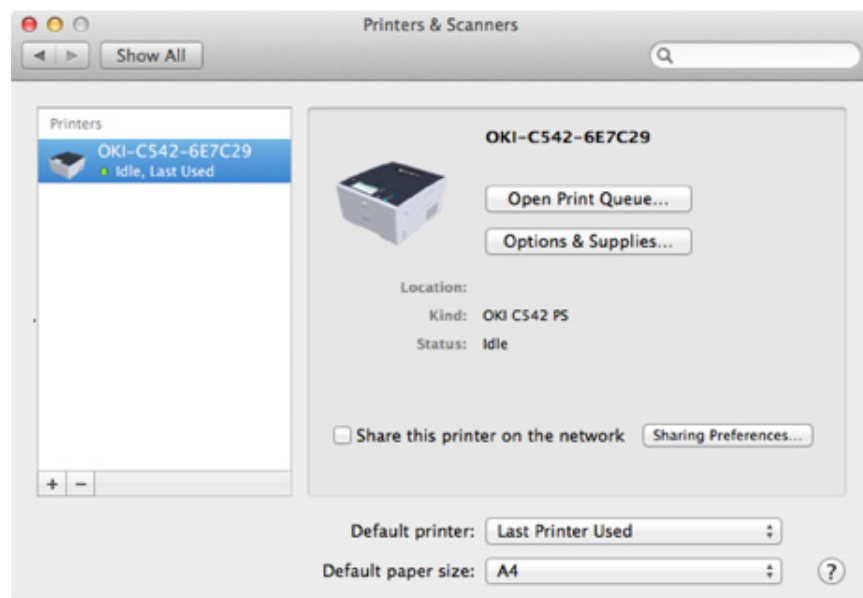 Printers & Scanners
Show All
Printers
OKI-C542-6E7C29
Idle, Last Used
OKI-C542-6E7C29
Open Print Queue...
Options & Supplies...
Location:
Kind: OKI C542 PS
Status: Idle
Share this printer on the network Sharing Preferences...
+ −
Default printer: Last Printer Used
Default paper size: A4 ?